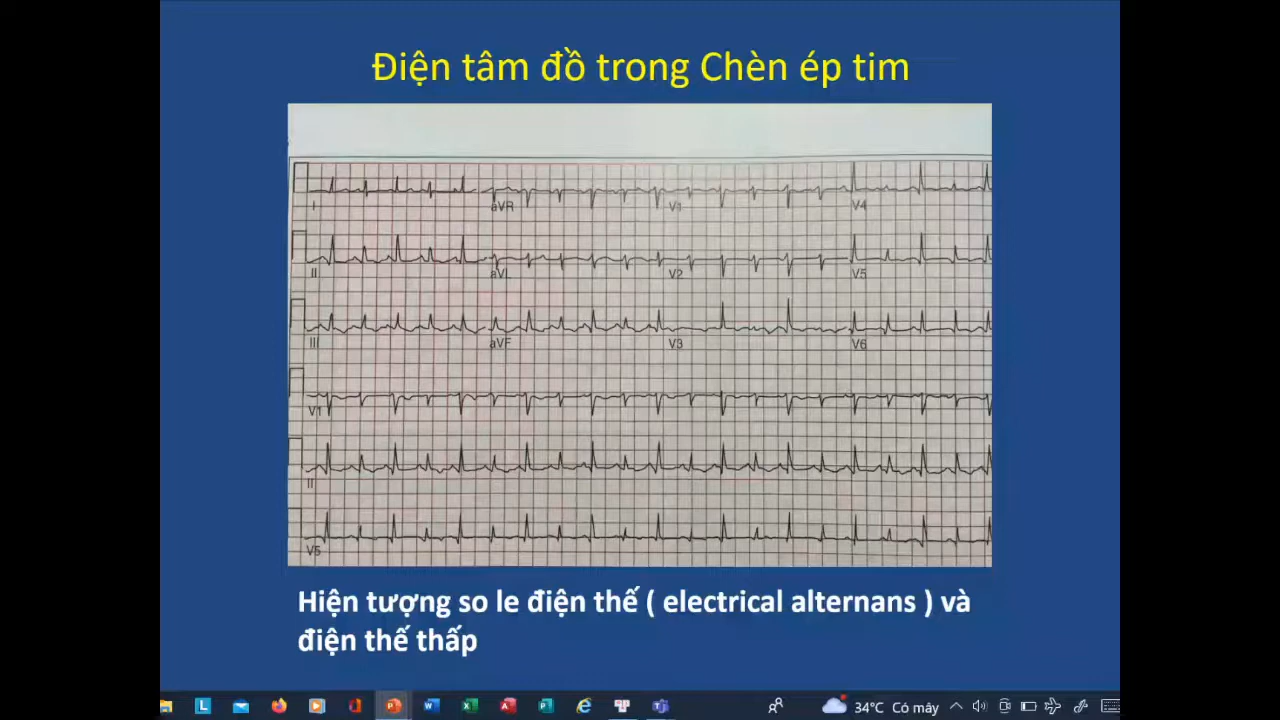 Điện tâm đồ trong Chèn ép tim
I aVR V1 V4
II aVL V2 V5
III aVF V3 V6
V1
II
V5
Hiện tượng so le điện thế ( electrical alternans ) và
điện thế thấp
34°C Có mây